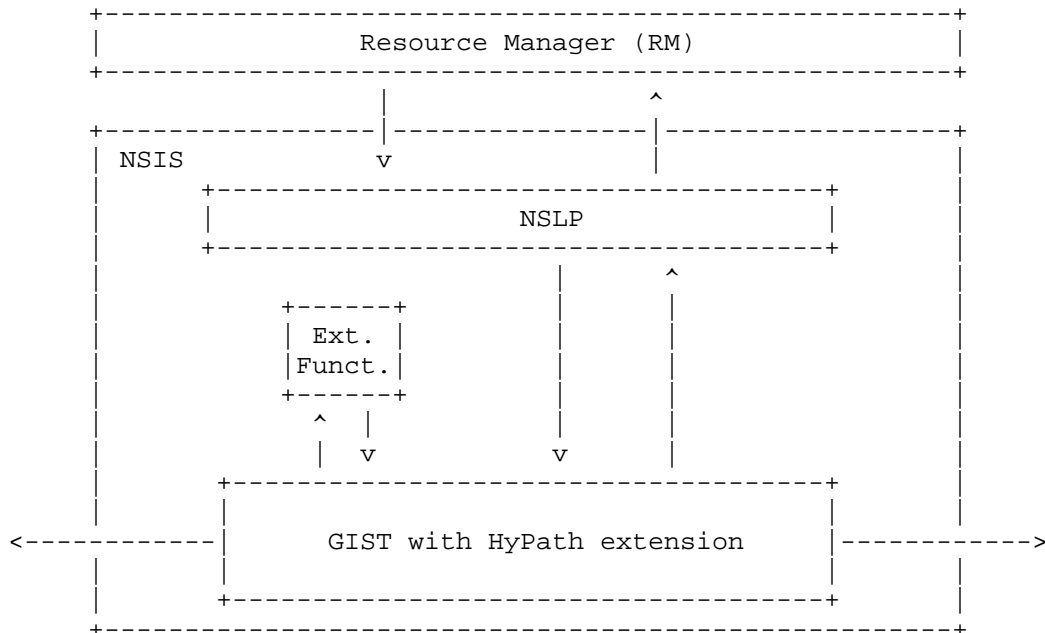 Resource Manager (RM)
NSIS
NSLP
Ext.
Funct.
GIST with HyPath extension